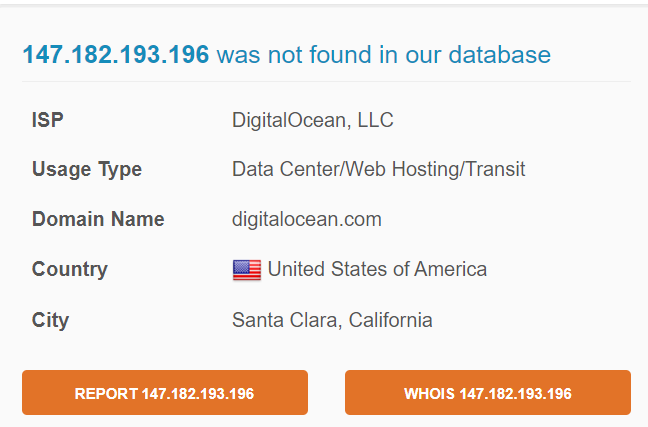 147.182.193.196 was not found in our database
ISP DigitalOcean, LLC
Usage Type Data Center/Web Hosting/Transit
Domain Name digitalocean.com
Country United States of America
City Santa Clara, California
REPORT 147.182.193.196 WHOIS 147.182.193.196